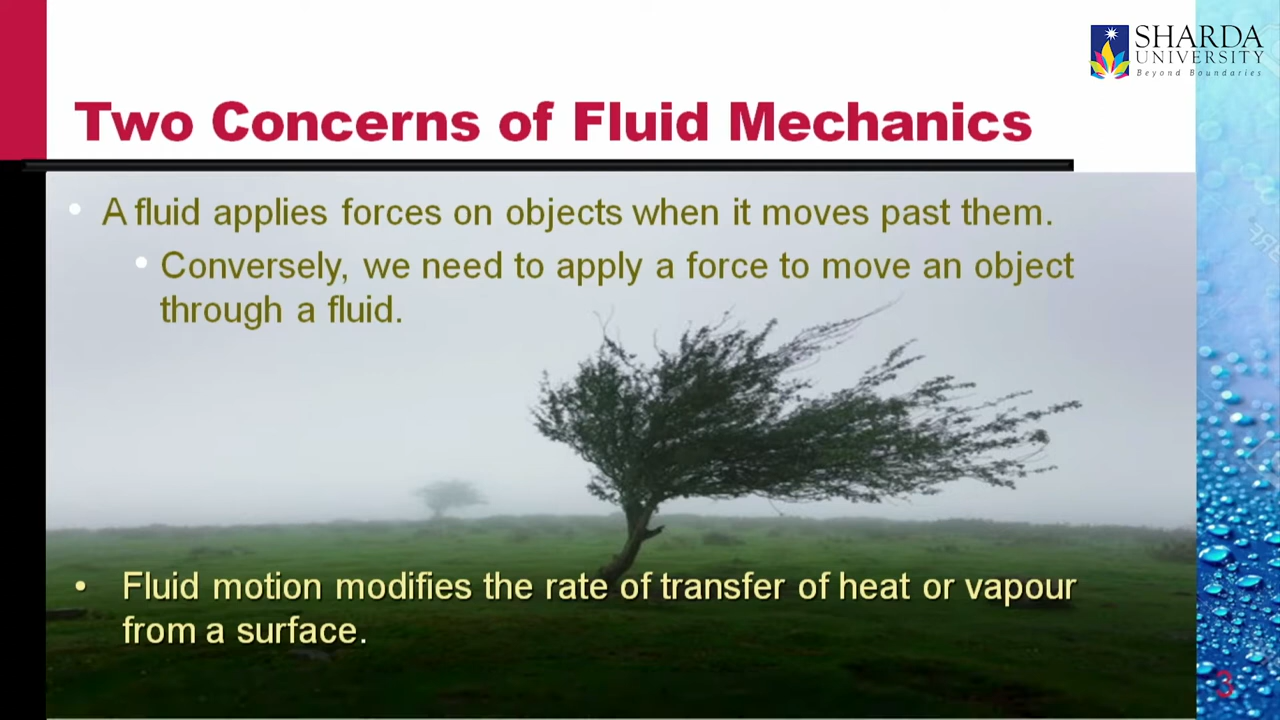 SHARDA
UNIVERSITY
Beyond Boundaries
Two Concerns of Fluid Mechanics
• A fluid applies forces on objects when it moves past them.
• Conversely, we need to apply a force to move an object
through a fluid.
• Fluid motion modifies the rate of transfer of heat or vapour
from a surface.
3